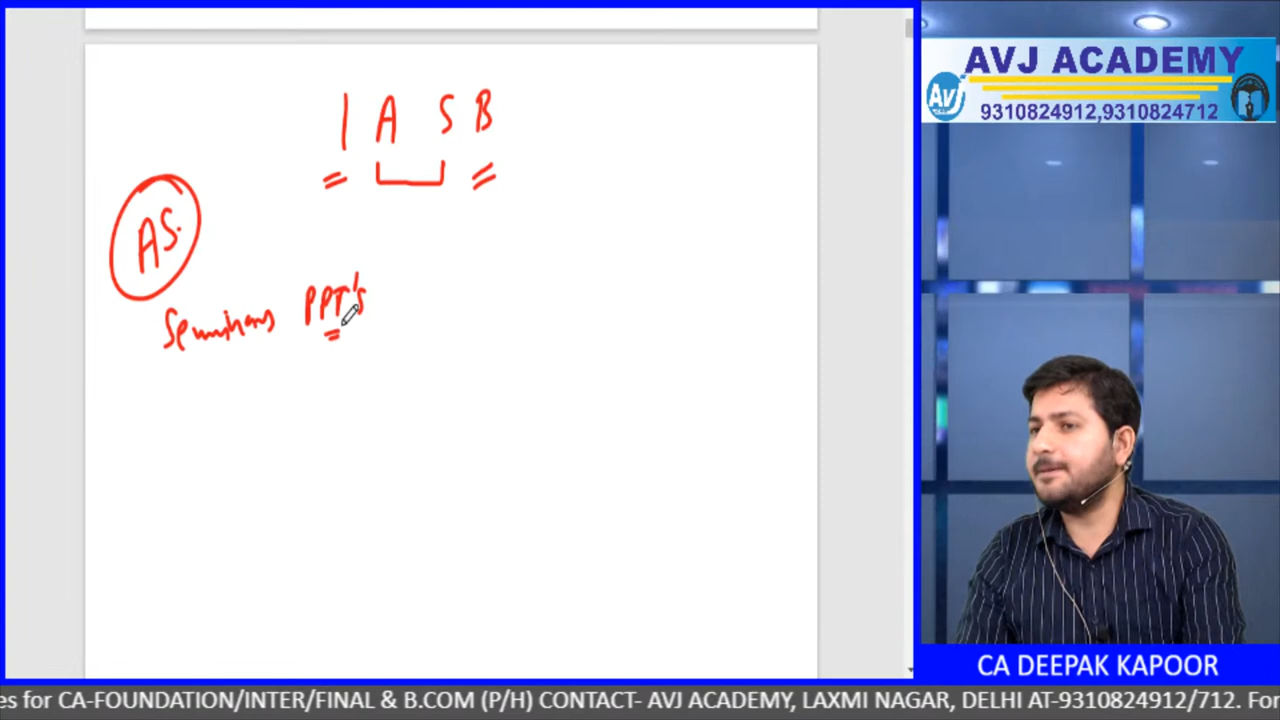 I A S B
AS.
Seminars PPT's
AVJ ACADEMY
AV
9310824912,9310824712
CA DEEPAK KAPOOR
es for CA-FOUNDATION/INTER/FINAL & B.COM (P/H) CONTACT- AVJ ACADEMY, LAXMI NAGAR, DELHI AT-9310824912/712. For